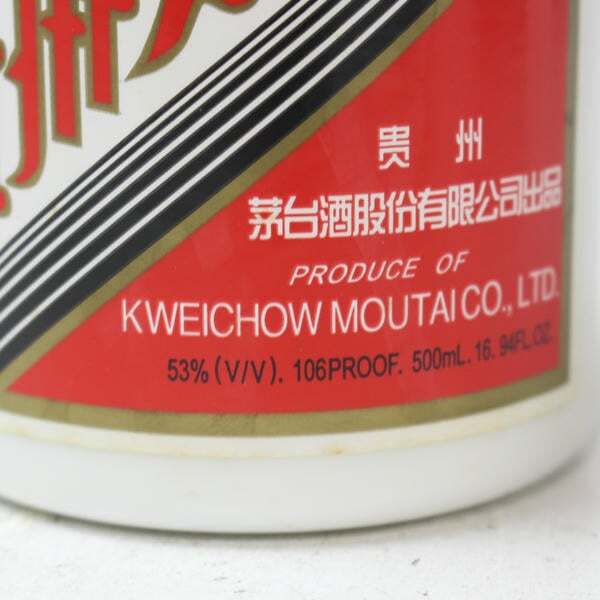 贵州
茅台酒股份有限公司出品
PRODUCE OF
KWEICHOW MOUTAI CO., LTD.
53% (V/V). 106PROOF. 500mL. 16. 94FL.OZ.